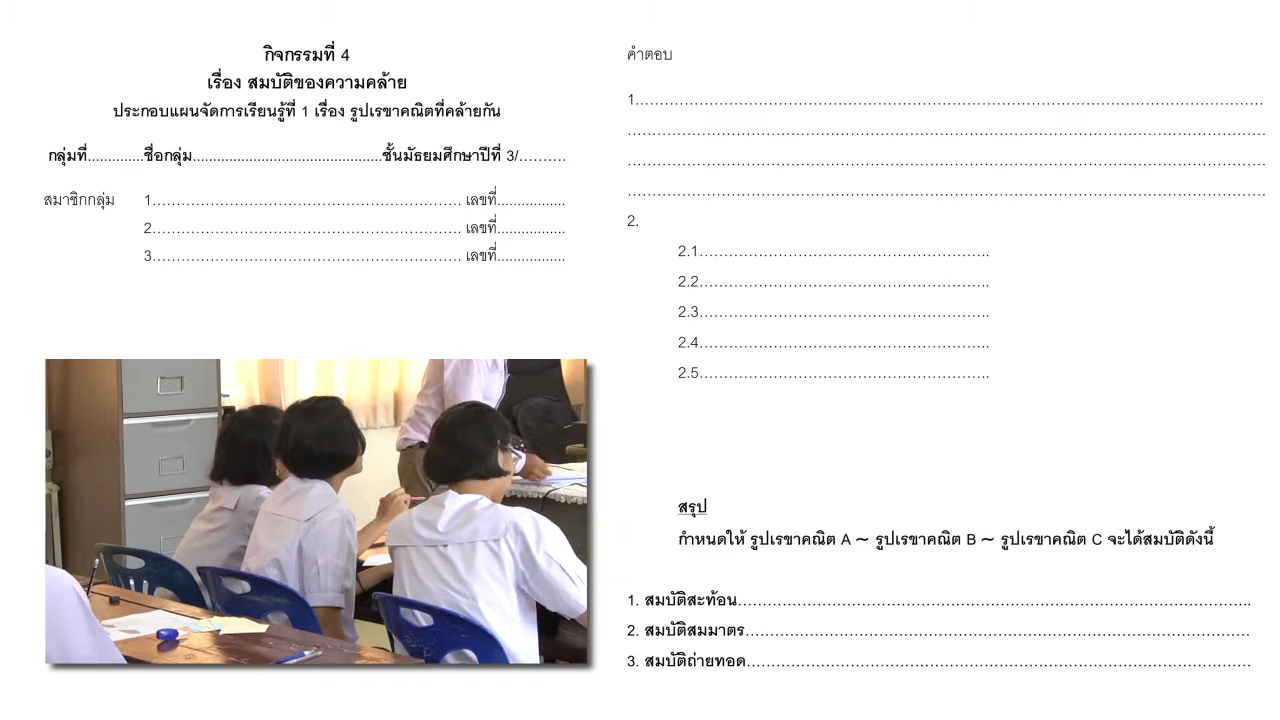 กิจกรรมที่ 4
เรื่อง สมบัติของความคล้าย
ประกอบแผนจัดการเรียนรู้ที่ 1 เรื่อง รูปเรขาคณิตที่คล้ายกัน
กลุ่มที่..............ชื่อกลุ่ม...............................................ชั้นมัธยมศึกษาปีที่ 3/.........
สมาชิกกลุ่ม 1................................................................ เลขที่.................
2................................................................ เลขที่.................
3................................................................ เลขที่.................
คำตอบ
1....................................................................................................................
....................................................................................................................
....................................................................................................................
....................................................................................................................
2.
2.1...........................................................
2.2...........................................................
2.3...........................................................
2.4...........................................................
2.5...........................................................
สรุป
กำหนดให้ รูปเรขาคณิต A ~ รูปเรขาคณิต B ~ รูปเรขาคณิต C จะได้สมบัติดังนี้
1. สมบัติสะท้อน....................................................................................................
2. สมบัติสมมาตร..................................................................................................
3. สมบัติถ่ายทอด..................................................................................................